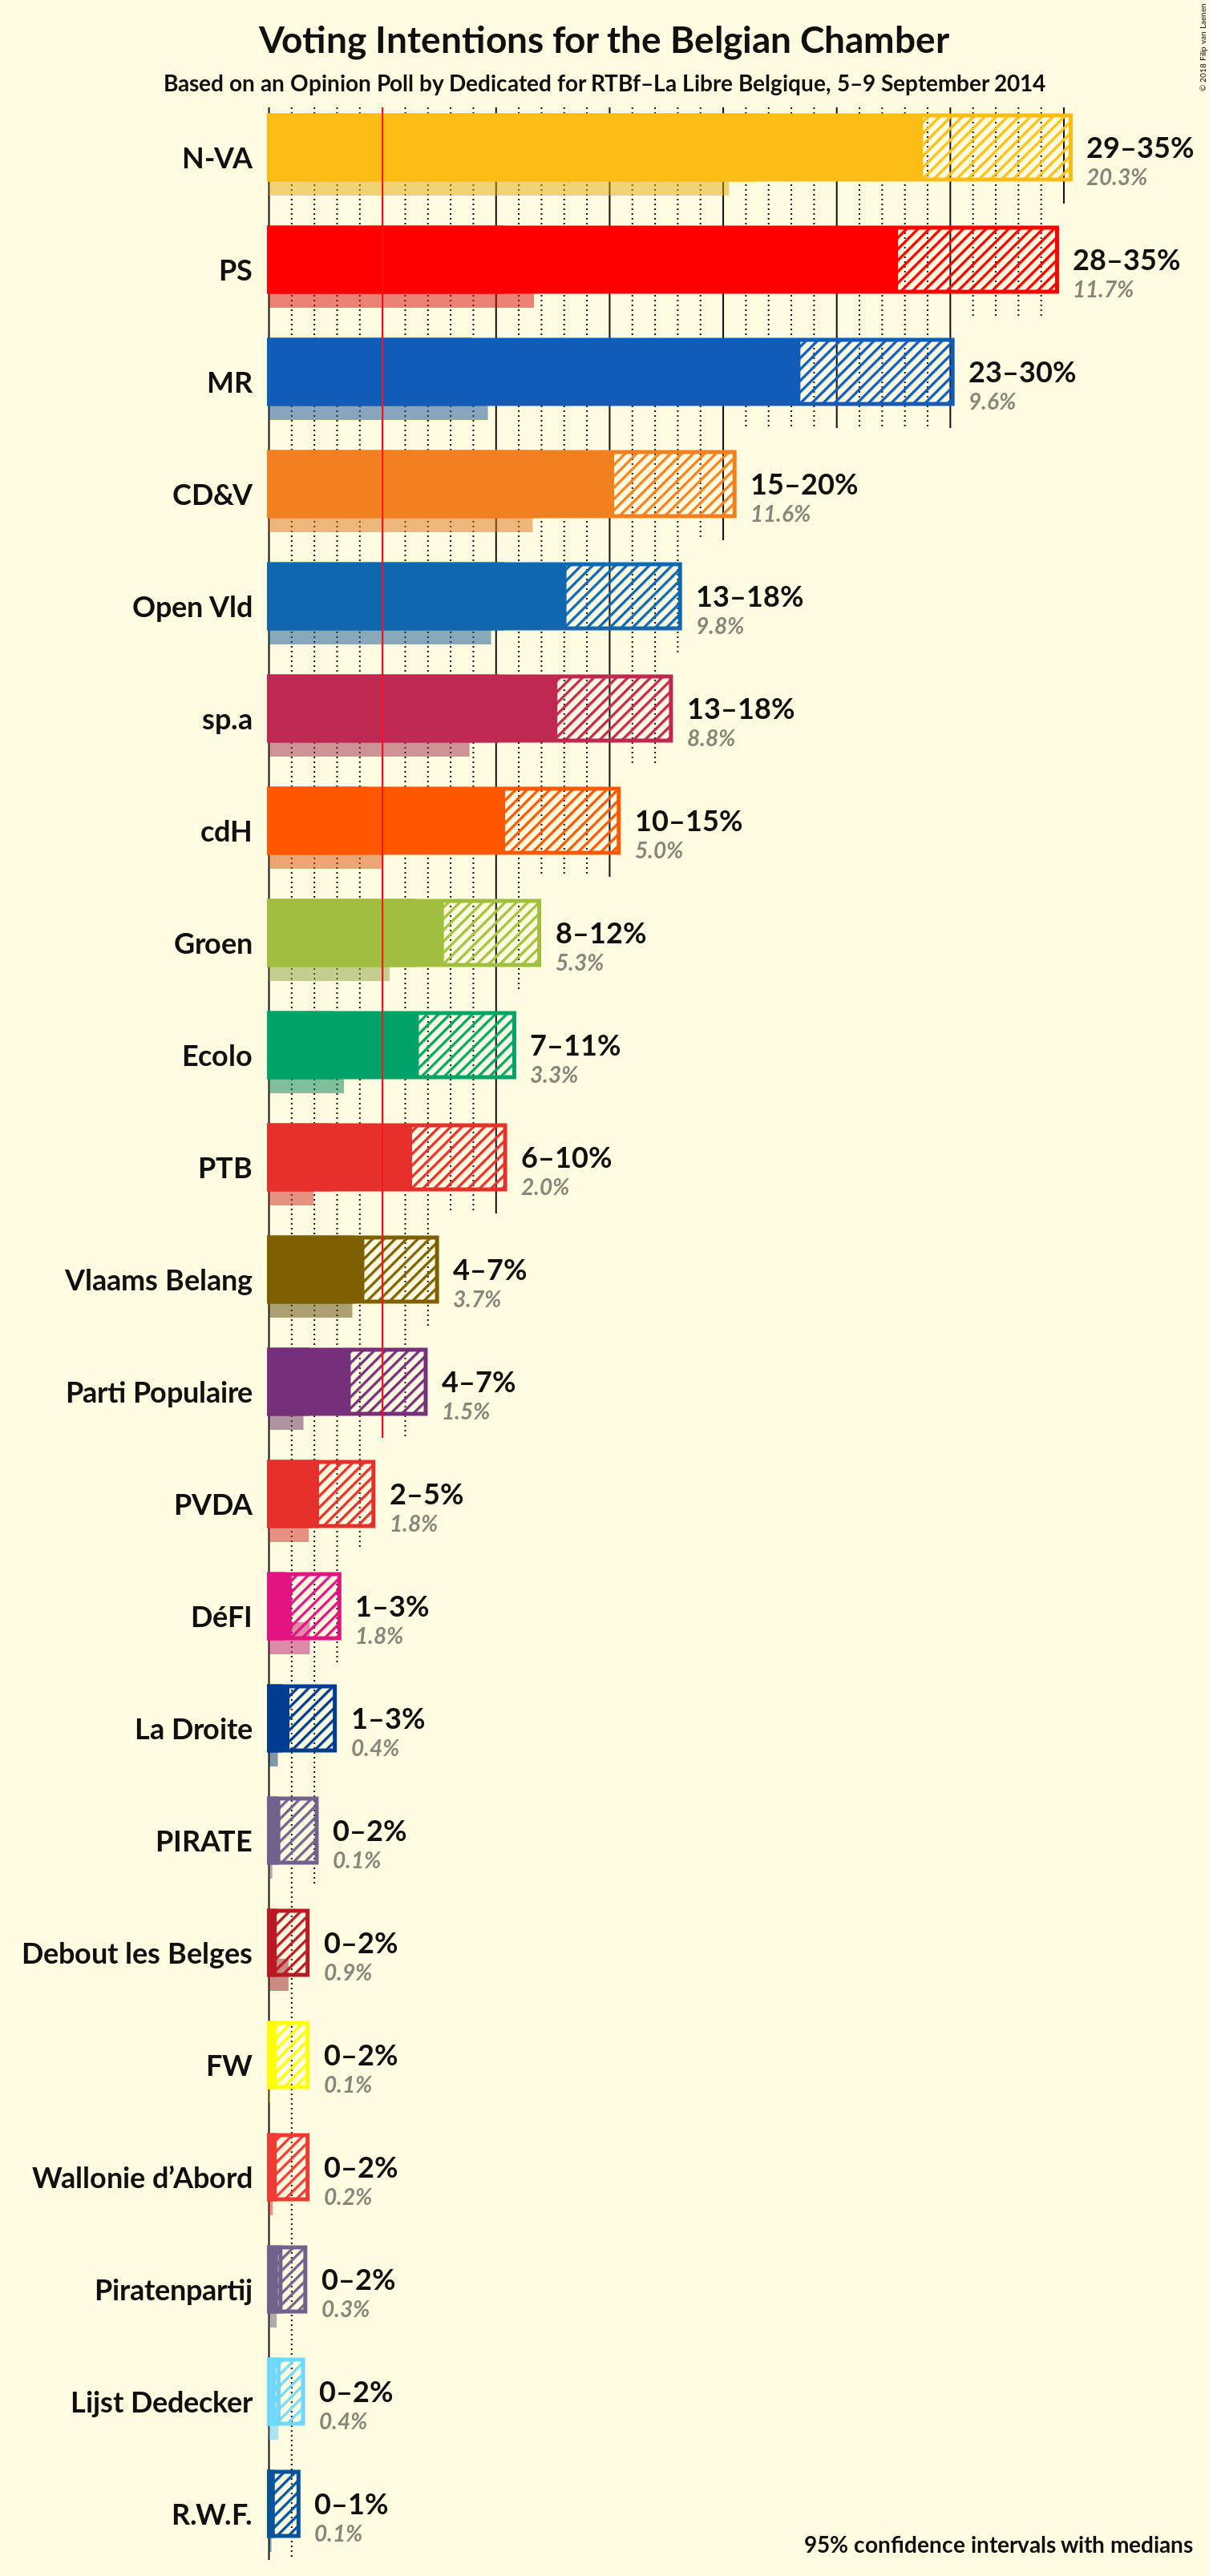 Voting Intentions for the Belgian Chamber
Based on an Opinion Poll by Dedicated for RTBf–La Libre Belgique, 5–9 September 2014
© 2018 Filip van Laenen
N-VA
29–35%
20.3%
PS
28–35%
11.7%
MR
23–30%
9.6%
CD&V
15–20%
11.6%
Open Vld
13–18%
9.8%
sp.a
13–18%
8.8%
cdH
10–15%
5.0%
Groen
8–12%
5.3%
Ecolo
7–11%
3.3%
PTB
6–10%
2.0%
Vlaams Belang
4–7%
3.7%
Parti Populaire
4–7%
1.5%
PVDA
2–5%
1.8%
DéFI
1–3%
1.8%
La Droite
1–3%
0.4%
PIRATE
0–2%
0.1%
Debout les Belges
0–2%
0.9%
FW
0–2%
0.1%
Wallonie d’Abord
0–2%
0.2%
Piratenpartij
0–2%
0.3%
Lijst Dedecker
0–2%
0.4%
R.W.F.
0–1%
0.1%
95% confidence intervals with medians